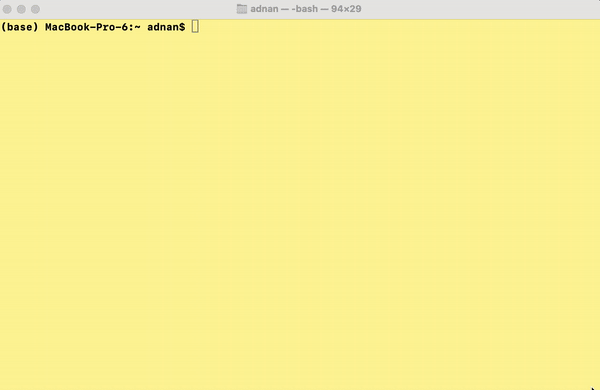 adnan — -bash — 94×29
(base) MacBook-Pro-6:~ adnan$